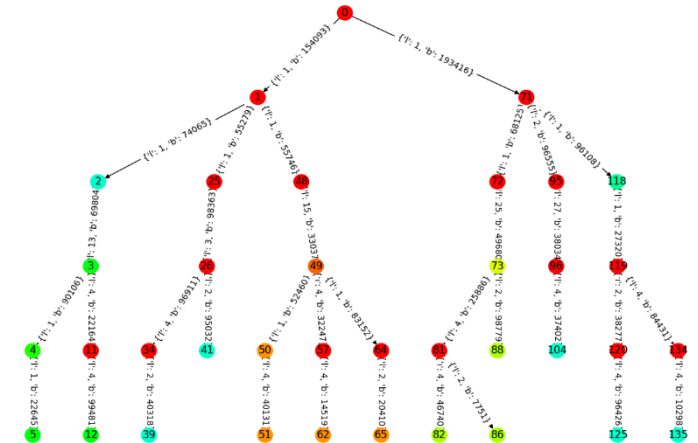 0
{'l': 1, 'b': 154093}
{'l': 1, 'b': 193416}
1
71
{'l': 1, 'b': 74065}
{'l': 1, 'b': 55279}
{'l': 1, 'b': 55746}
{'l': 1, 'b': 68125}
{'l': 2, 'b': 96555}
{'l': 1, 'b': 96108}
2
25
48
72
95
118
{'l': 13, 'b': 69804
{'l': 3, 'b': 98363
{'l': 15, 'b': 33037
{'l': 25, 'b': 49680
{'l': 27, 'b': 38034
{'l': 1, 'b': 27320
3
26
49
73
96
119
{'l': 1, 'b': 90106}
{'l': 4, 'b': 22164
{'l': 4, 'b': 96911}
{'l': 2, 'b': 95032
{'l': 1, 'b': 52460}
{'l': 4, 'b': 32247
{'l': 1, 'b': 83152}
{'l': 4, 'b': 25886}
{'l': 2, 'b': 98779
{'l': 4, 'b': 37402
{'l': 2, 'b': 38277
{'l': 4, 'b': 84431}
4
11
34
41
50
57
64
81
88
104
120
134
{'l': 1, 'b': 22645
{'l': 4, 'b': 99481
{'l': 2, 'b': 40318
{'l': 4, 'b': 40131
{'l': 4, 'b': 14519
{'l': 2, 'b': 20410
{'l': 4, 'b': 46740
{'l': 2, 'b': 7751}
{'l': 4, 'b': 96426
{'l': 4, 'b': 10298
5
12
39
51
62
65
82
86
125
135